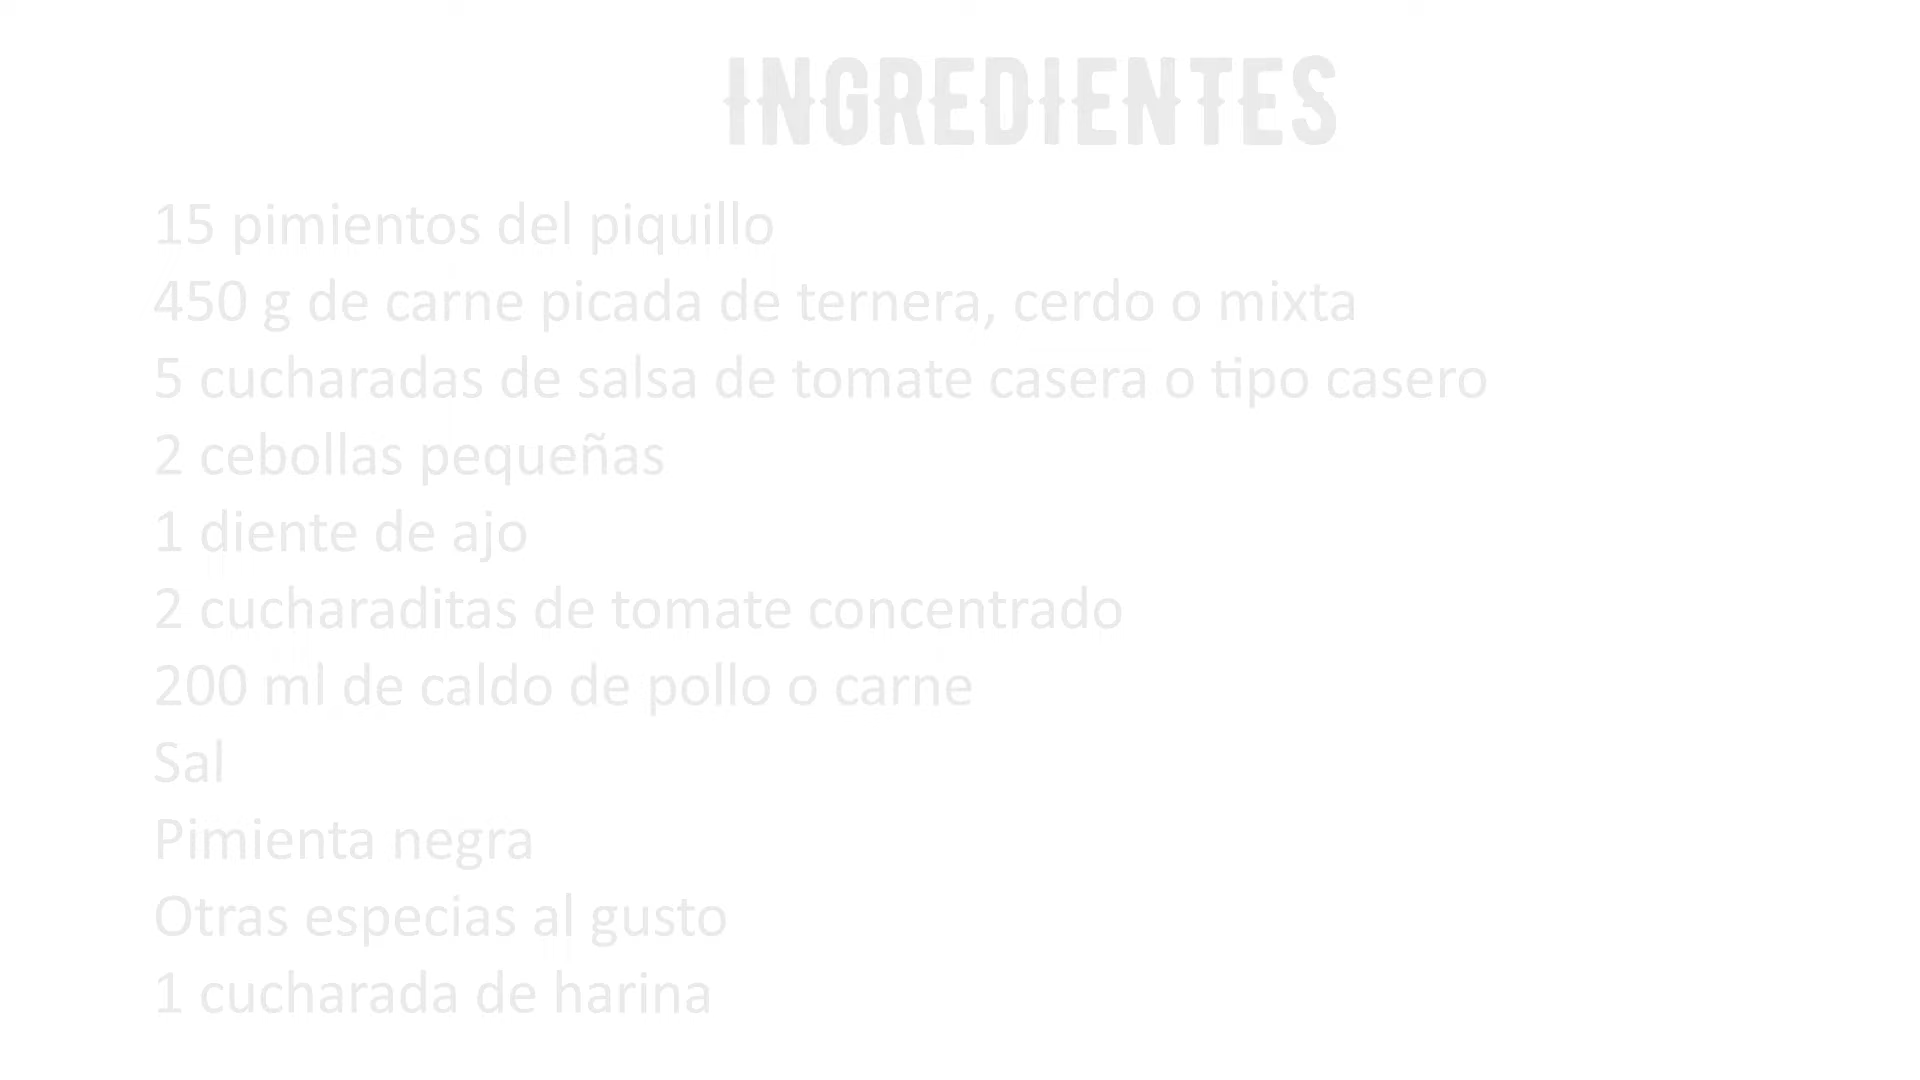 INGREDIENTES
15 pimientos del piquillo
450 g de carne picada de ternera, cerdo o mixta
5 cucharadas de salsa de tomate casera o tipo casero
2 cebollas pequeñas
1 diente de ajo
2 cucharaditas de tomate concentrado
200 ml de caldo de pollo o carne
Sal
Pimienta negra
Otras especias al gusto
1 cucharada de harina